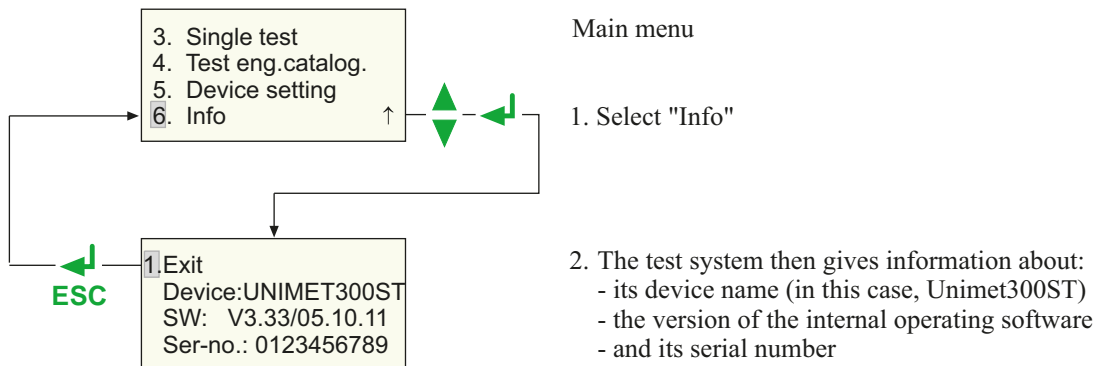 3. Single test
4. Test eng.catalog.
5. Device setting
6. Info ↑
Main menu
1. Select "Info"
ESC
1.Exit
Device:UNIMET300ST
SW: V3.33/05.10.11
Ser-no.: 0123456789
2. The test system then gives information about:
- its device name (in this case, Unimet300ST)
- the version of the internal operating software
- and its serial number